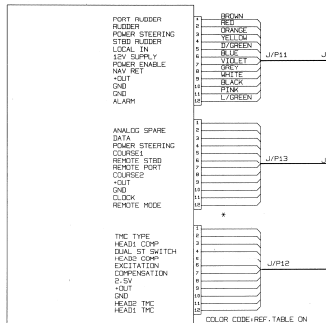 PORT RUDDER 1 BROWN
RUDDER 2 RED
POWER STEERING 3 ORANGE
STBD RUDDER 4 YELLOW
LOCAL IN 5 D/GREEN
12V SUPPLY 6 BLUE
POWER ENABLE 7 VIOLET
NAV RET 8 GREY
+OUT 9 WHITE
GND 10 BLACK
GND 11 PINK
ALARM 12 L/GREEN
J/P11
J
1
ANALOG SPARE 2
DATA 3
POWER STEERING 4
COURSE1 5
REMOTE STBD 6
REMOTE PORT 7
COURSE2 8
+OUT 9
GND 10
CLOCK 11
REMOTE MODE 12
J/P13
J
*
TMC TYPE 1
HEAD1 COMP 2
DUAL ST SWITCH 3
HEAD2 COMP 4
EXCITATION 5
COMPENSATION 6
2.5V 7
+OUT 8
GND 9
HEAD2 TMC 11
HEAD1 TMC 12
J/P12
COLOR CODE:REF.TABLE ON